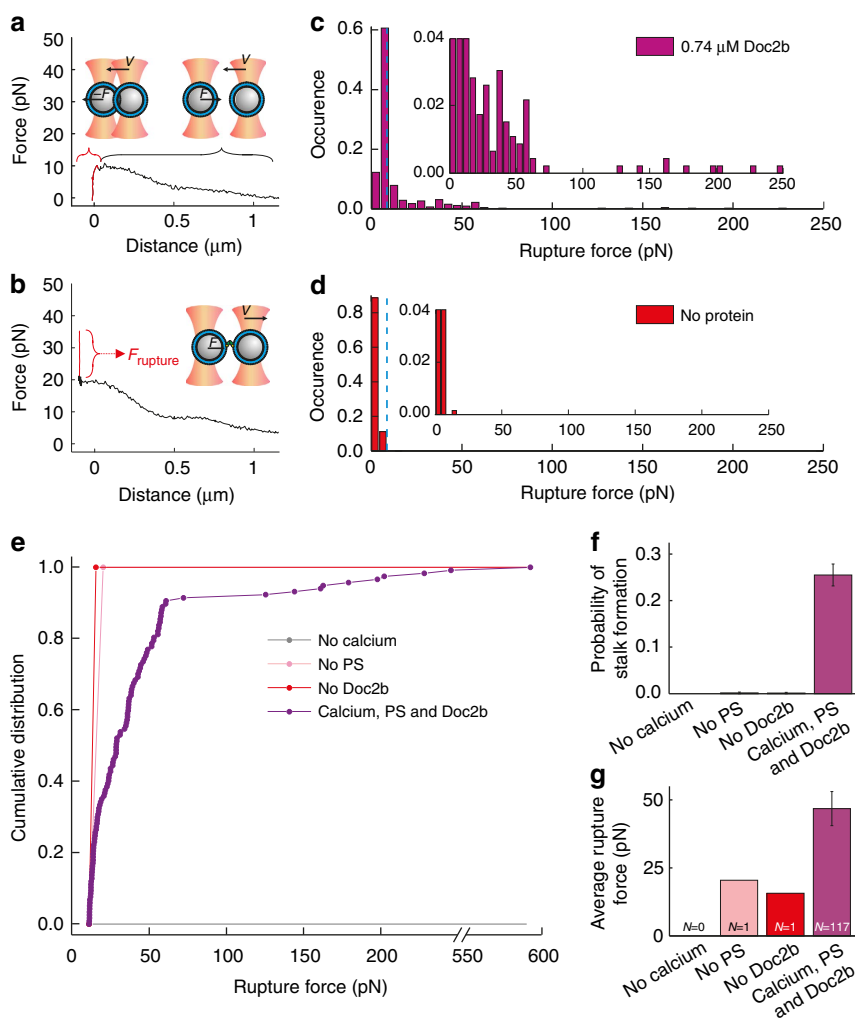 a
50
40
30
20
10
0
Force (pN)
V
V
F
F
0
0.5
1
Distance (μm)
b
50
40
30
20
10
0
Force (pN)
Frupture
V
F
0
0.5
1
Distance (μm)
c
0.6
0.4
0.2
0.0
Occurence
0.04
0.02
0.00
0
50
100
150
200
250
0.74 μM Doc2b
0
50
100
150
200
250
Rupture force (pN)
d
0.8
0.6
0.4
0.2
0.0
Occurence
0.04
0.02
0.00
0
50
100
150
200
250
No protein
50
100
150
200
250
Rupture force (pN)
e
1.0
0.8
0.6
0.4
0.2
0.0
Cumulative distribution
No calcium
No PS
No Doc2b
Calcium, PS and Doc2b
0
50
100
150
200
550
600
Rupture force (pN)
f
0.3
0.2
0.1
0.0
Probability of
stalk formation
No calcium
No PS
No Doc2b
Calcium, PS
and Doc2b
g
50
25
0
Average rupture
force (pN)
N=0
N=1
N=1
N=117
No calcium
No PS
No Doc2b
Calcium, PS
and Doc2b